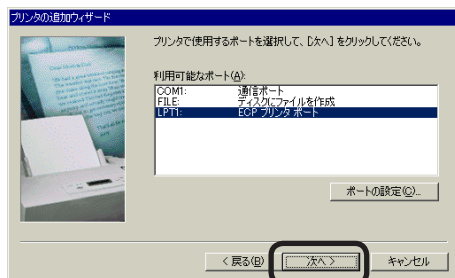 プリンタの追加ウィザード
プリンタで使用するポートを選択して、[次へ] をクリックしてください。
利用可能なポート(A):
COM1: 通信ポート
FILE: ディスクにファイルを作成
LPT1: ECP プリンタ ポート
ポートの設定(C)...
< 戻る(B)
次へ >
キャンセル